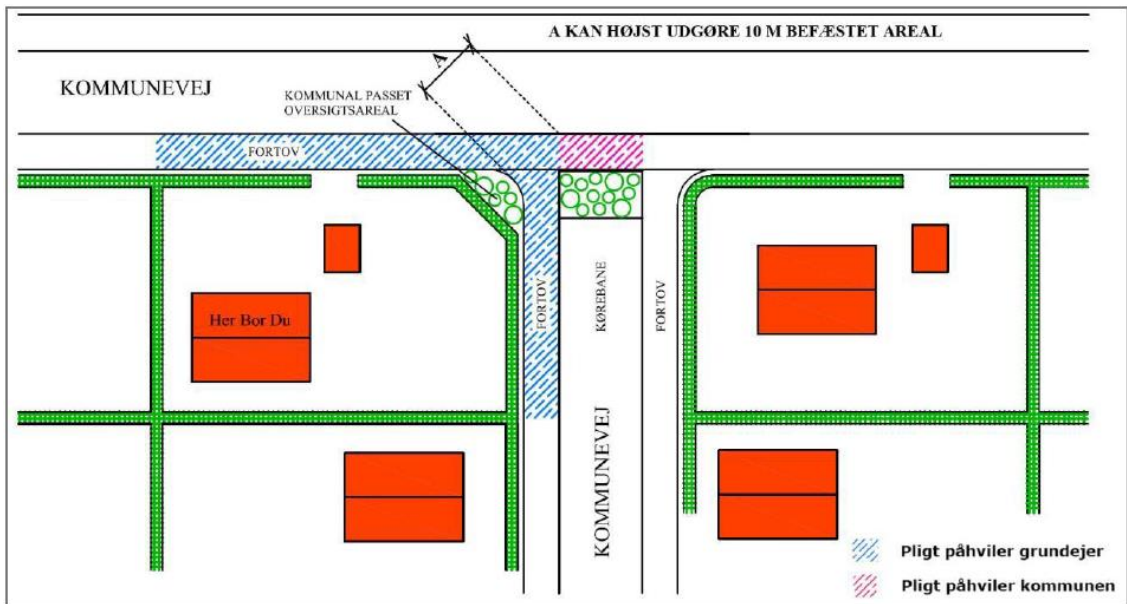 A KAN HØJST UDGØRE 10 M BEFÆSTET AREAL
A
KOMMUNEVEJ
KOMMUNAL PASSET
OVERSIGTSAREAL
FORTOV
FORTOV
KØREBANE
FORTOV
Her Bor Du
KOMMUNEVEJ
Pligt påhviler grundejer
Pligt påhviler kommunen